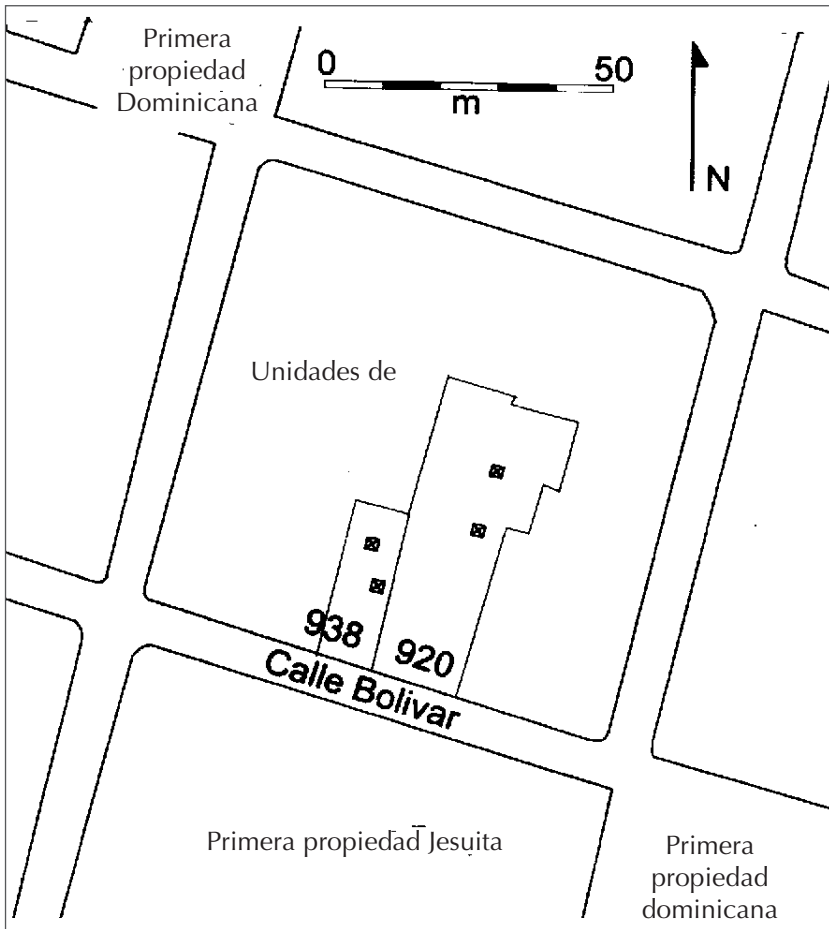 Primera
propiedad
Dominicana
0 50
m
N
Unidades de
938
920
Calle Bolivar
Primera propiedad Jesuita
Primera
propiedad
dominicana